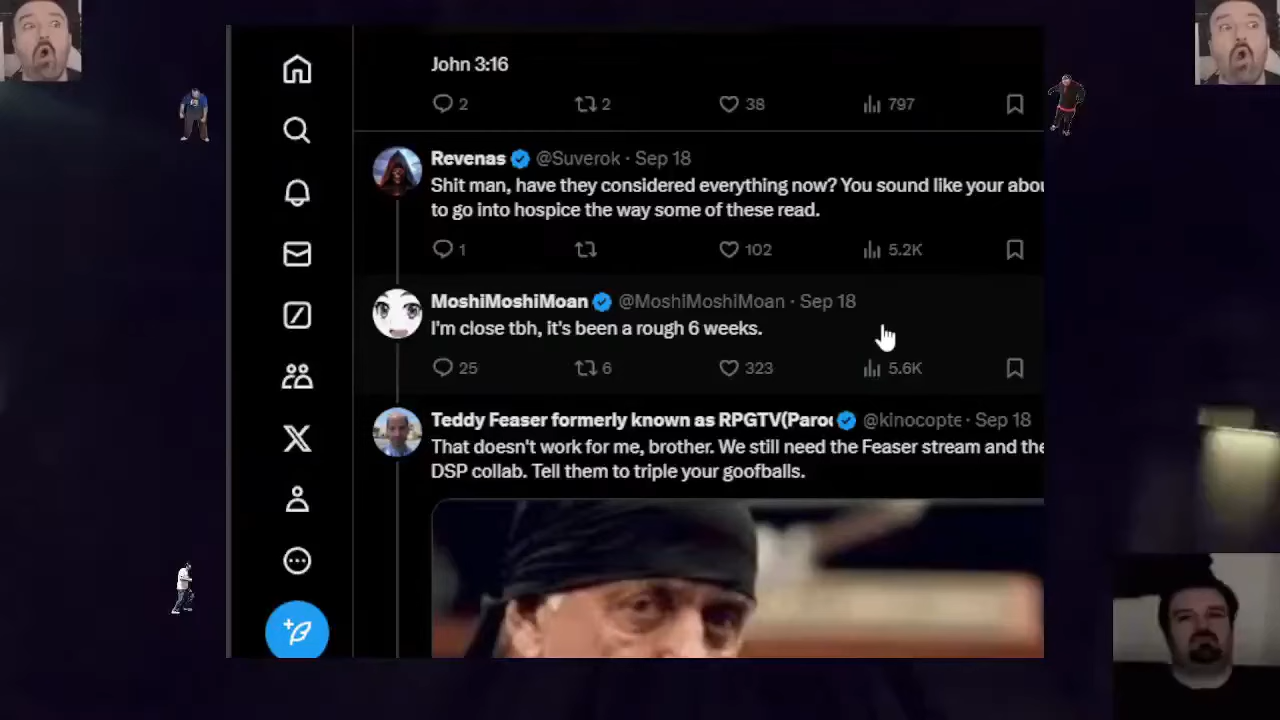 John 3:16
2 2 38 797
Revenas @Suverok · Sep 18
Shit man, have they considered everything now? You sound like your abou
to go into hospice the way some of these read.
1 102 5.2K
MoshiMoshiMoan @MoshiMoshiMoan · Sep 18
I'm close tbh, it's been a rough 6 weeks.
25 6 323 5.6K
Teddy Feaser formerly known as RPGTV(Paroc @kinocopte · Sep 18
That doesn't work for me, brother. We still need the Feaser stream and the
DSP collab. Tell them to triple your goofballs.